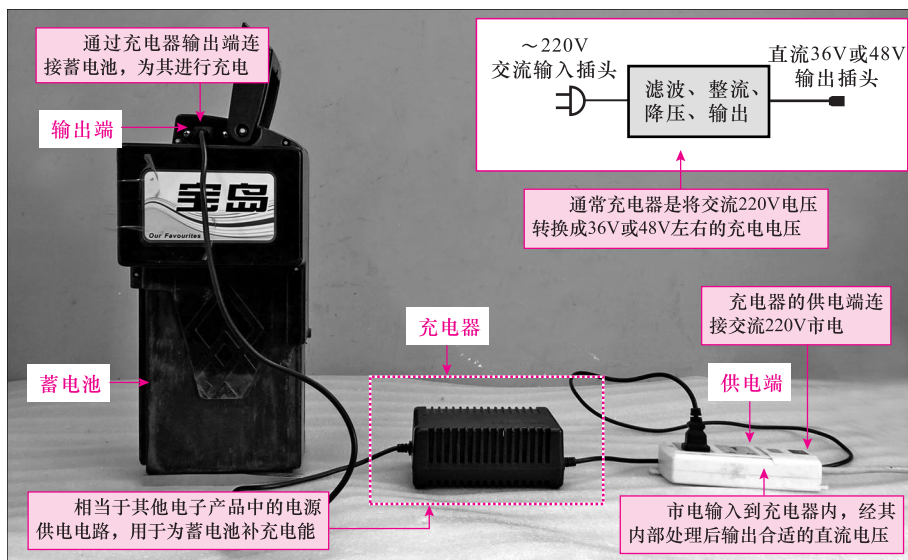 通过充电器输出端连
接蓄电池，为其进行充电
输出端
～220V
交流输入插头
滤波、整流、
降压、输出
直流36V或48V
输出插头
通常充电器是将交流220V电压
转换成36V或48V左右的充电电压
宝岛
Our Favourites
充电器
充电器的供电端连
接交流220V市电
蓄电池
供电端
相当于其他电子产品中的电源
供电电路，用于为蓄电池补充电能
市电输入到充电器内，经其
内部处理后输出合适的直流电压